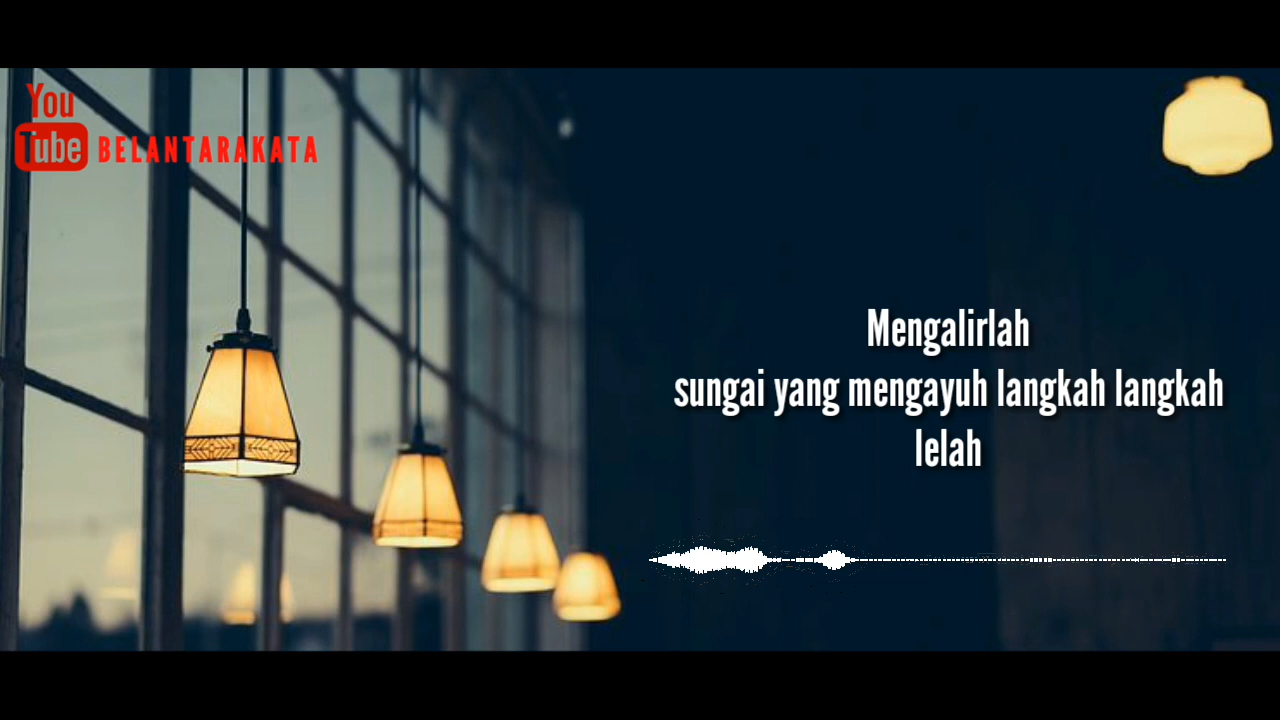 You
Tube BELANTARAKATA
Mengalirlah
sungai yang mengayuh langkah langkah
lelah